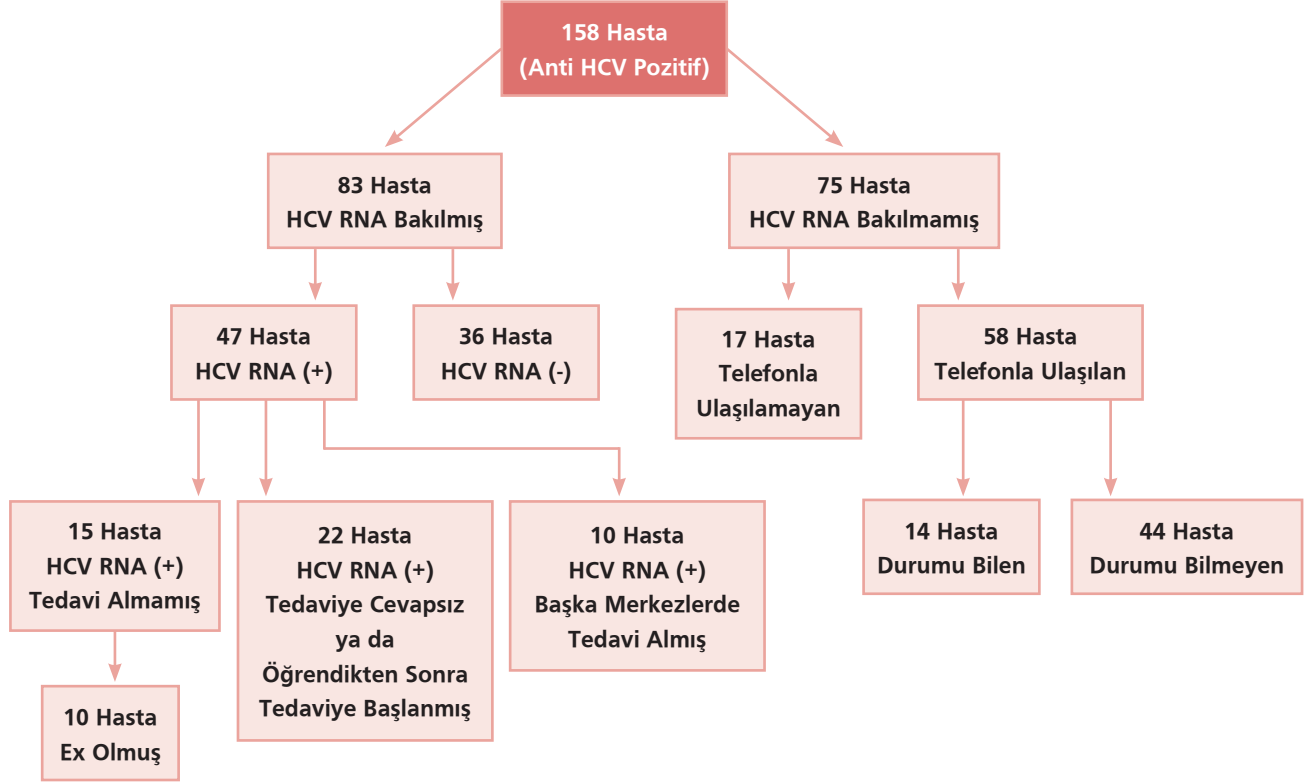 158 Hasta
(Anti HCV Pozitif)
83 Hasta
HCV RNA Bakılmış
75 Hasta
HCV RNA Bakılmamış
47 Hasta
HCV RNA (+)
36 Hasta
HCV RNA (-)
17 Hasta
Telefonla
Ulaşılamayan
58 Hasta
Telefonla Ulaşılan
15 Hasta
HCV RNA (+)
Tedavi Almamış
22 Hasta
HCV RNA (+)
Tedaviye Cevapsız
ya da
Öğrendikten Sonra
Tedaviye Başlanmış
10 Hasta
HCV RNA (+)
Başka Merkezlerde
Tedavi Almış
14 Hasta
Durumu Bilen
44 Hasta
Durumu Bilmeyen
10 Hasta
Ex Olmuş